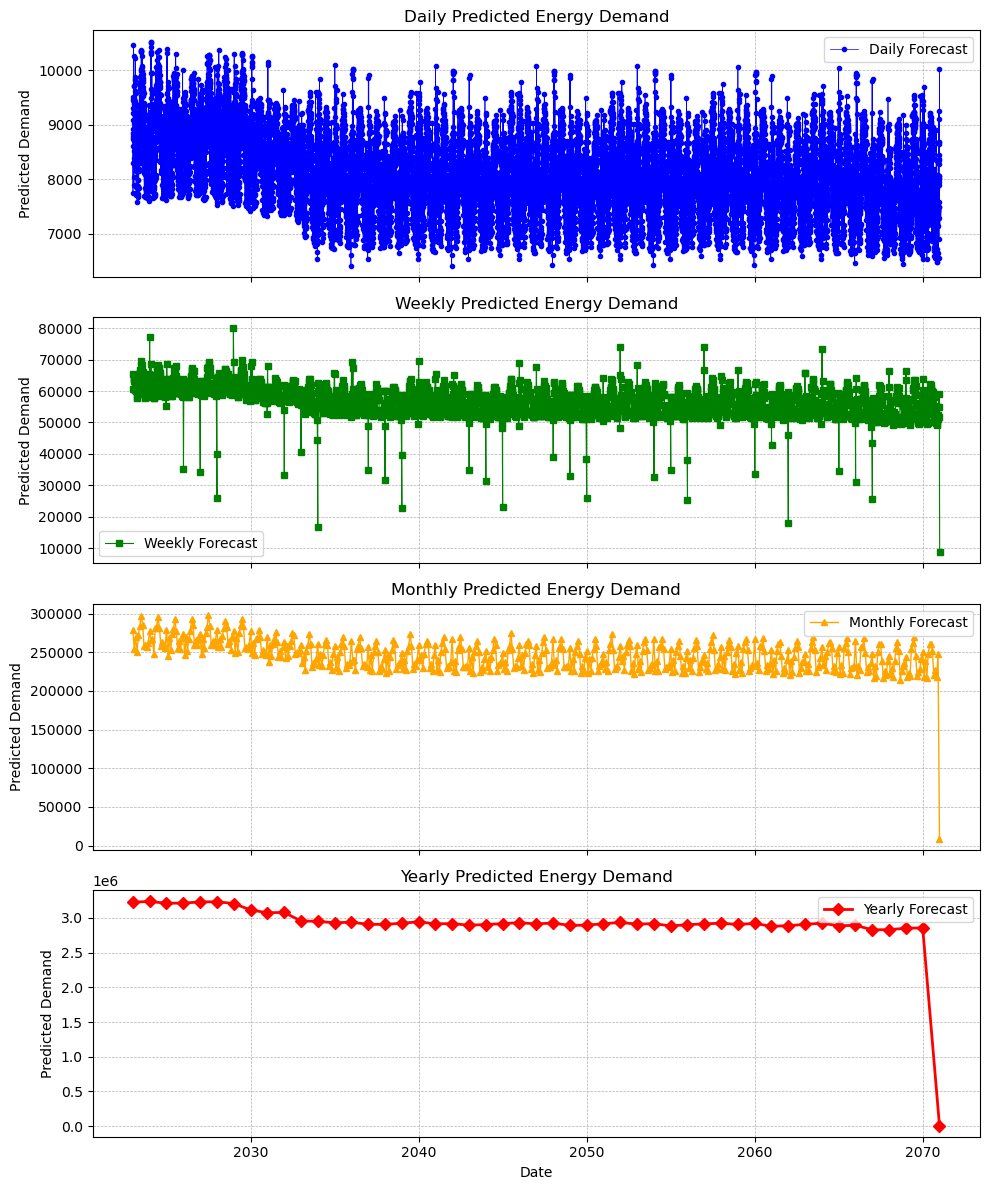 Daily Predicted Energy Demand
Daily Forecast
Predicted Demand
10000
9000
8000
7000
Weekly Predicted Energy Demand
Weekly Forecast
Predicted Demand
80000
70000
60000
50000
40000
30000
20000
10000
Monthly Predicted Energy Demand
Monthly Forecast
Predicted Demand
300000
250000
200000
150000
100000
50000
0
Yearly Predicted Energy Demand
1e6
Yearly Forecast
Predicted Demand
3.0
2.5
2.0
1.5
1.0
0.5
0.0
2030 2040 2050 2060 2070
Date